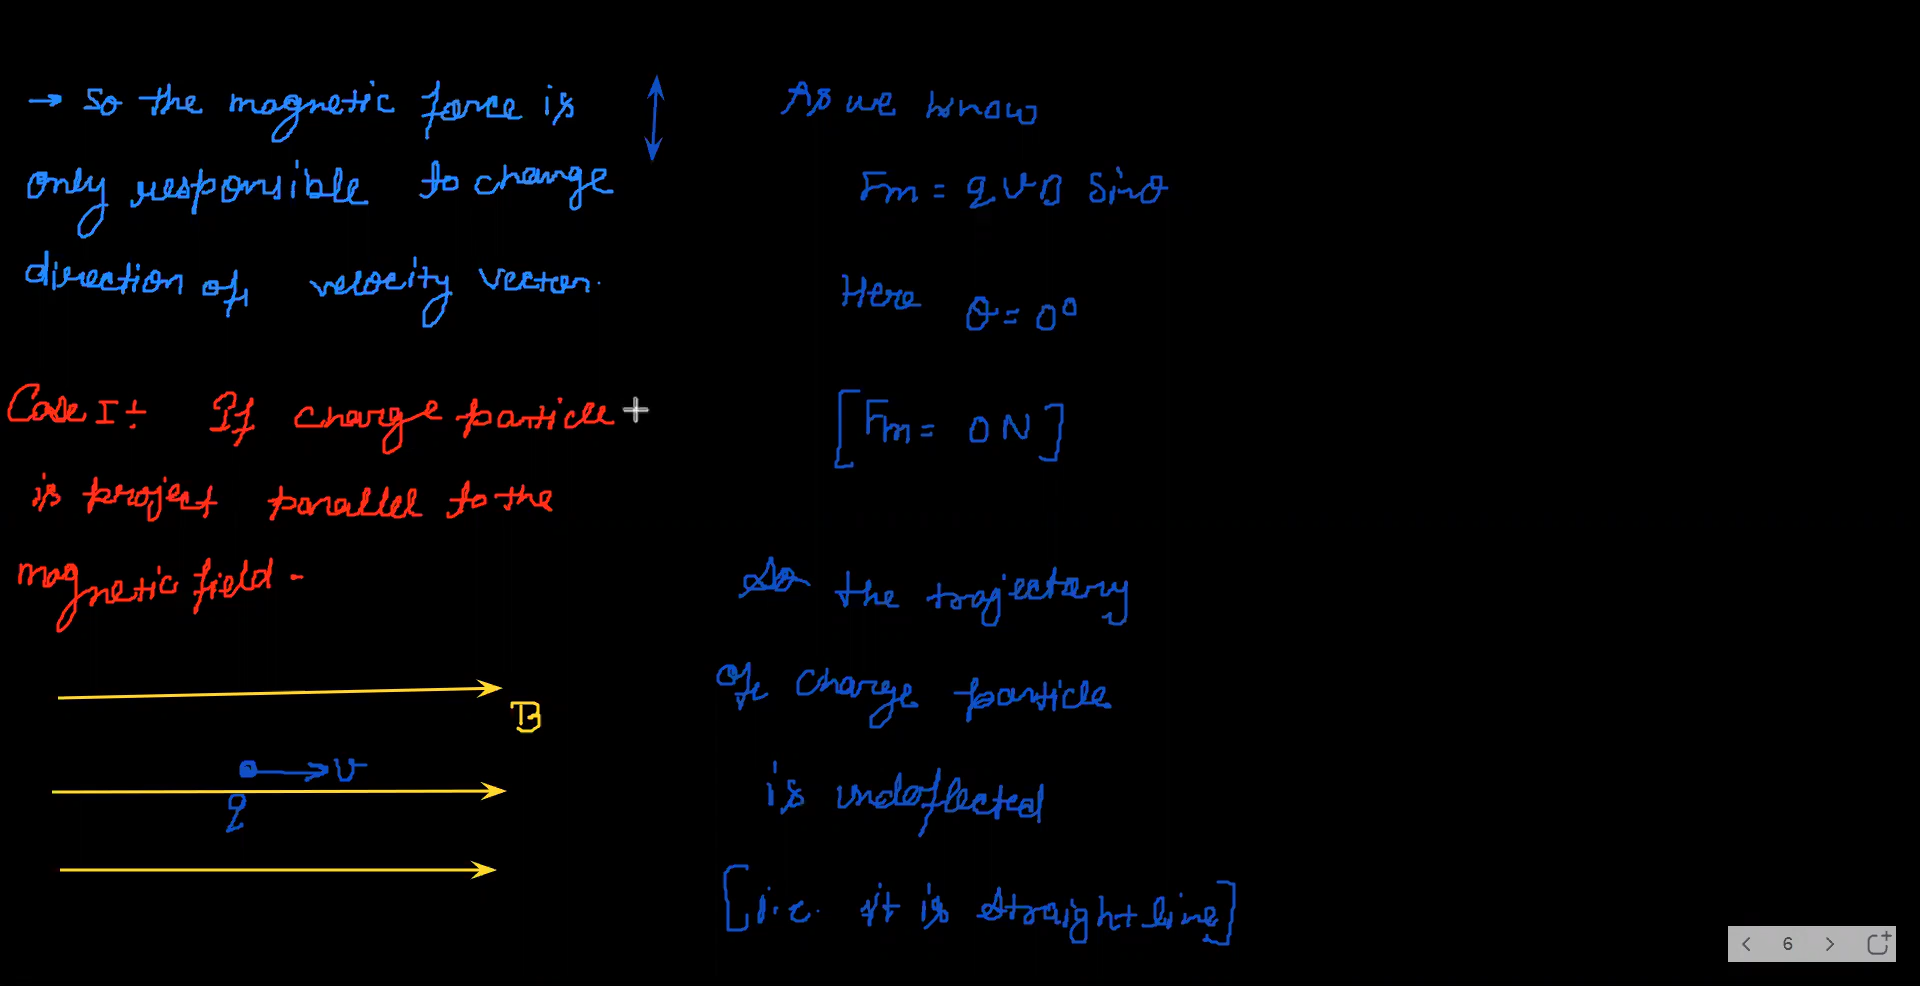 → So the magnetic force is
only responsible to change
direction of velocity vector.
Case I÷ If charge particle
is project parallel to the
magnetic field.
B
v
q
As we know
Fm = qvB Sinθ
Here θ = 0°
[Fm = 0 N]
So the trajectory
of charge particle
is undeflected
[i.e. it is straight line]
6